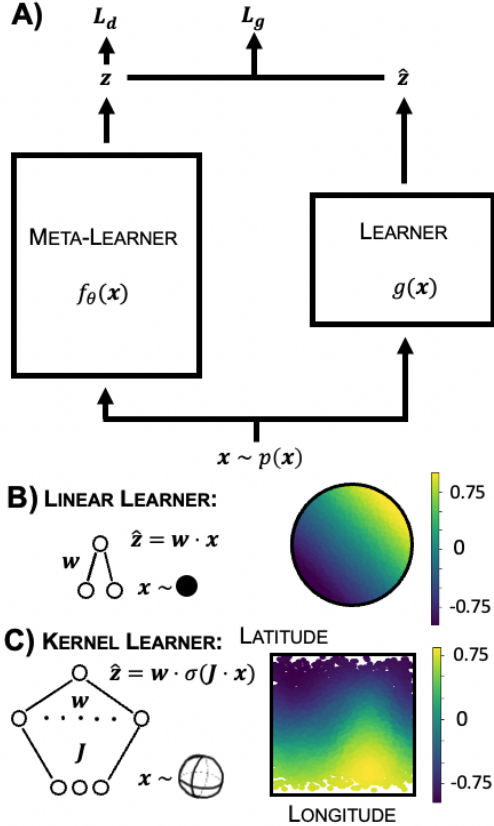 A)
L_d L_g
z ẑ
META-LEARNER
f_θ(x)
LEARNER
g(x)
x ~ p(x)
B) LINEAR LEARNER:
ẑ = w · x
w
x ~
0.75
0
-0.75
C) KERNEL LEARNER:
ẑ = w · σ(J · x)
w
J
x ~
LATITUDE
LONGITUDE
0.75
0
-0.75